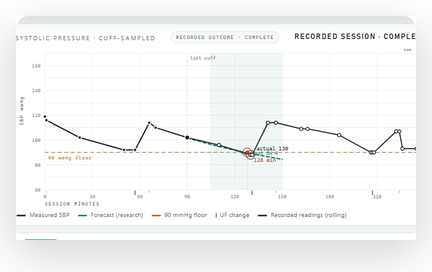 SYSTOLIC PRESSURE · CUFF-SAMPLED
RECORDED OUTCOME · COMPLETE
RECORDED SESSION · COMPLE
now
last cuff
SBP mmHg
160
140
120
100
80
60
actual 130
128 min
90 mmHg floor
0 30 60 90 120 150 180 210
SESSION MINUTES
Measured SBP
Forecast (research)
90 mmHg floor
UF change
Recorded readings (rolling)